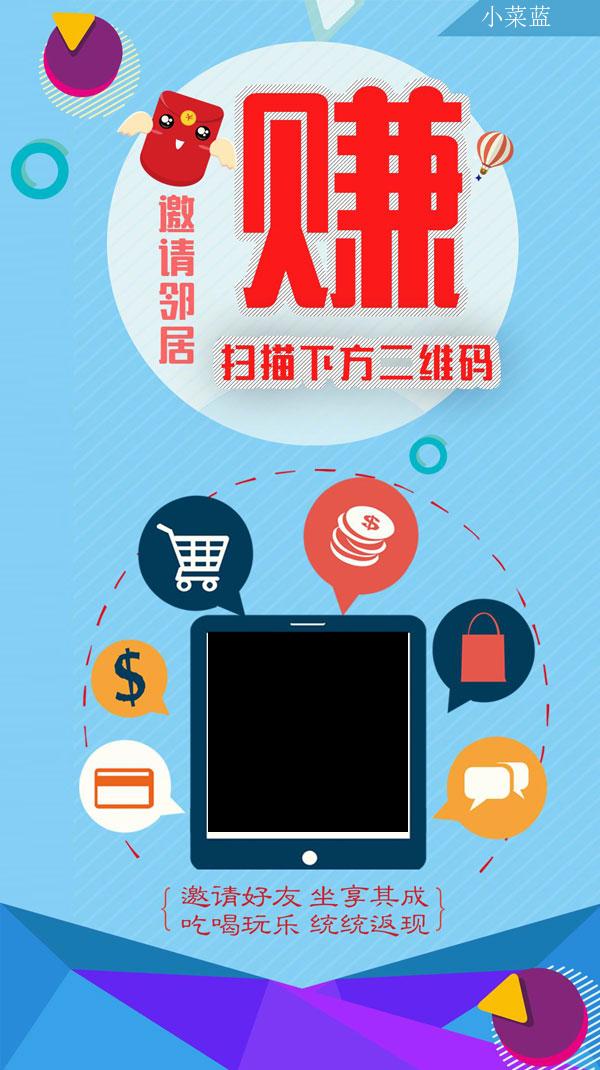 小菜蓝
赚
邀请邻居
扫描下方二维码
邀请好友 坐享其成
吃喝玩乐 统统返现